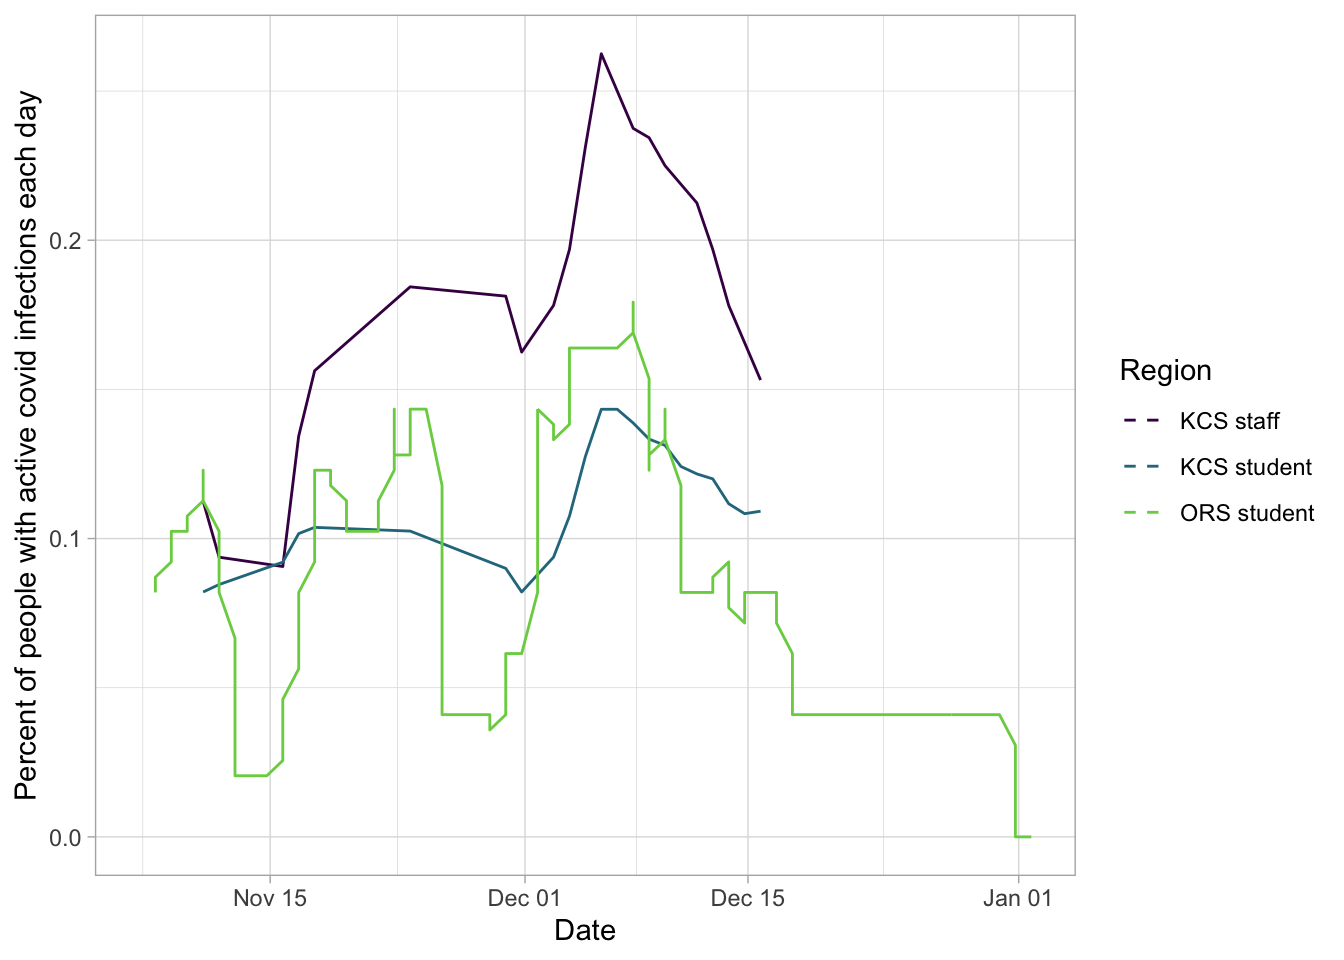 Percent of people with active covid infections each day
0.2
0.1
0.0
Nov 15
Dec 01
Dec 15
Jan 01
Date
Region
KCS staff
KCS student
ORS student